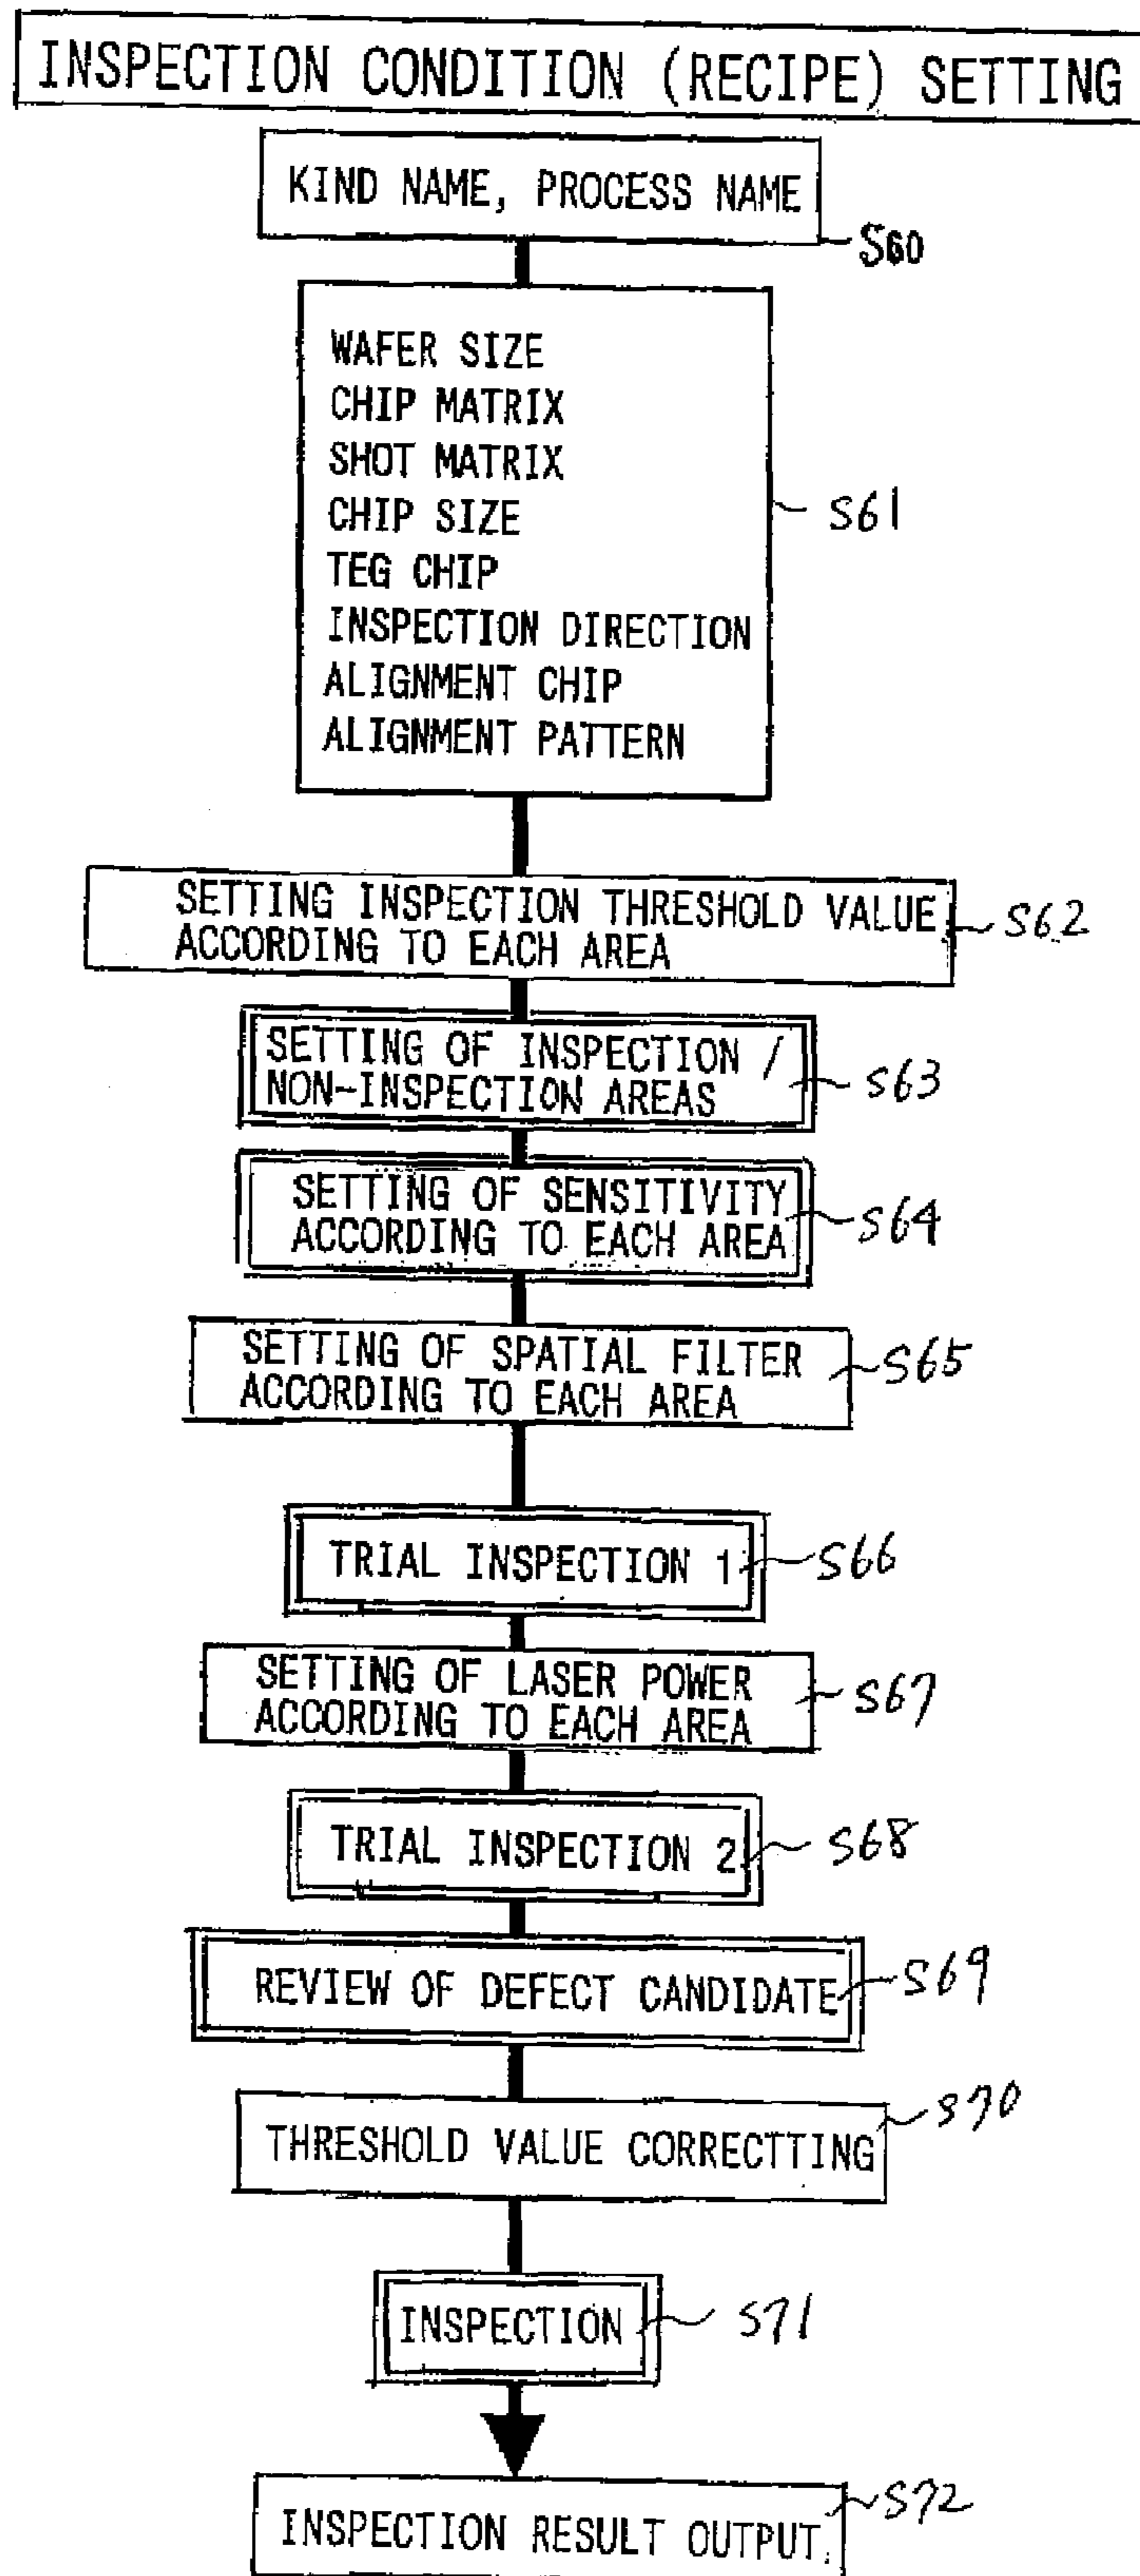 INSPECTION CONDITION (RECIPE) SETTING
KIND NAME, PROCESS NAME
S60
WAFER SIZE
CHIP MATRIX
SHOT MATRIX
CHIP SIZE
TEG CHIP
INSPECTION DIRECTION
ALIGNMENT CHIP
ALIGNMENT PATTERN
S61
SETTING INSPECTION THRESHOLD VALUE
ACCORDING TO EACH AREA
S62
SETTING OF INSPECTION /
NON-INSPECTION AREAS
S63
SETTING OF SENSITIVITY
ACCORDING TO EACH AREA
S64
SETTING OF SPATIAL FILTER
ACCORDING TO EACH AREA
S65
TRIAL INSPECTION 1
S66
SETTING OF LASER POWER
ACCORDING TO EACH AREA
S67
TRIAL INSPECTION 2
S68
REVIEW OF DEFECT CANDIDATE
S69
THRESHOLD VALUE CORRECTTING
S70
INSPECTION
S71
INSPECTION RESULT OUTPUT
S72